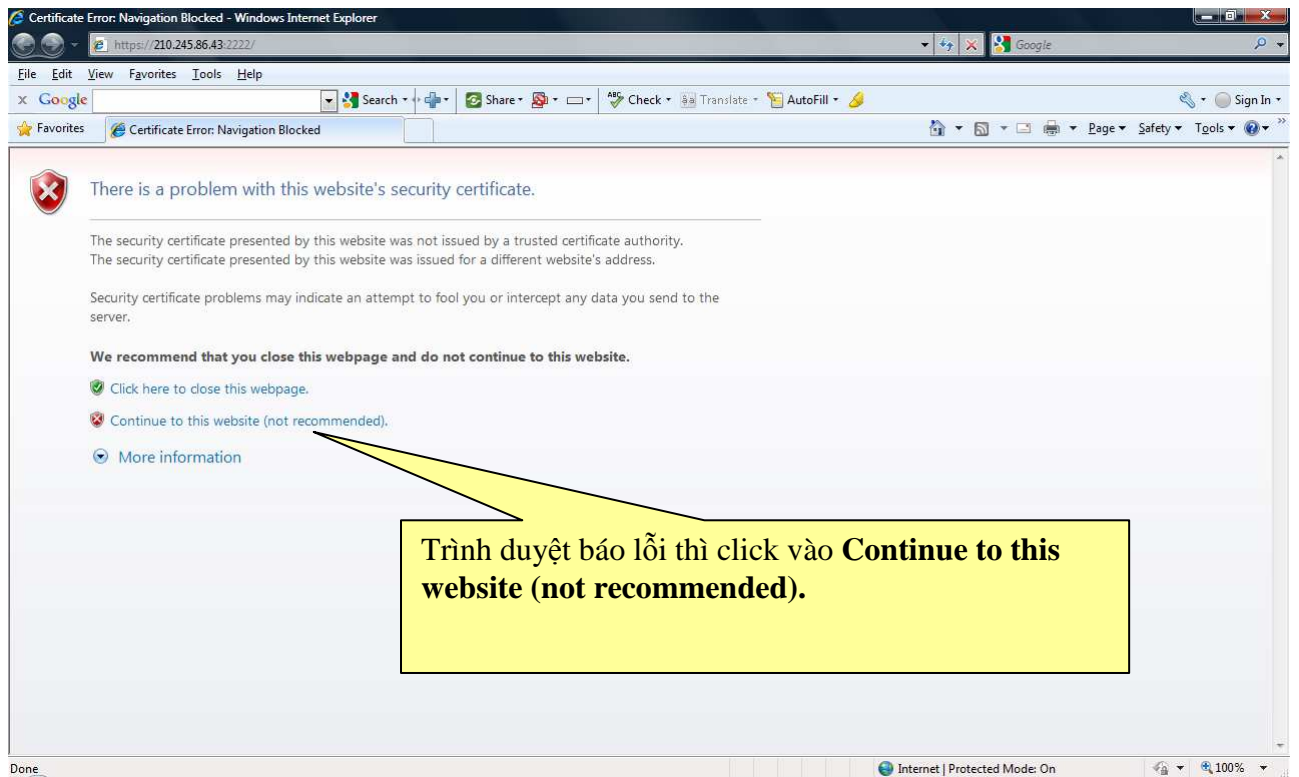 Certificate Error: Navigation Blocked - Windows Internet Explorer
https://210.245.86.43:2222/
Google
File Edit View Favorites Tools Help
x Google Search Share Check Translate AutoFill Sign In
Favorites Certificate Error: Navigation Blocked Page Safety Tools
There is a problem with this website's security certificate.
The security certificate presented by this website was not issued by a trusted certificate authority.
The security certificate presented by this website was issued for a different website's address.
Security certificate problems may indicate an attempt to fool you or intercept any data you send to the
server.
We recommend that you close this webpage and do not continue to this website.
Click here to close this webpage.
Continue to this website (not recommended).
More information
Trình duyệt báo lỗi thì click vào Continue to this
website (not recommended).
Done Internet | Protected Mode: On 100%